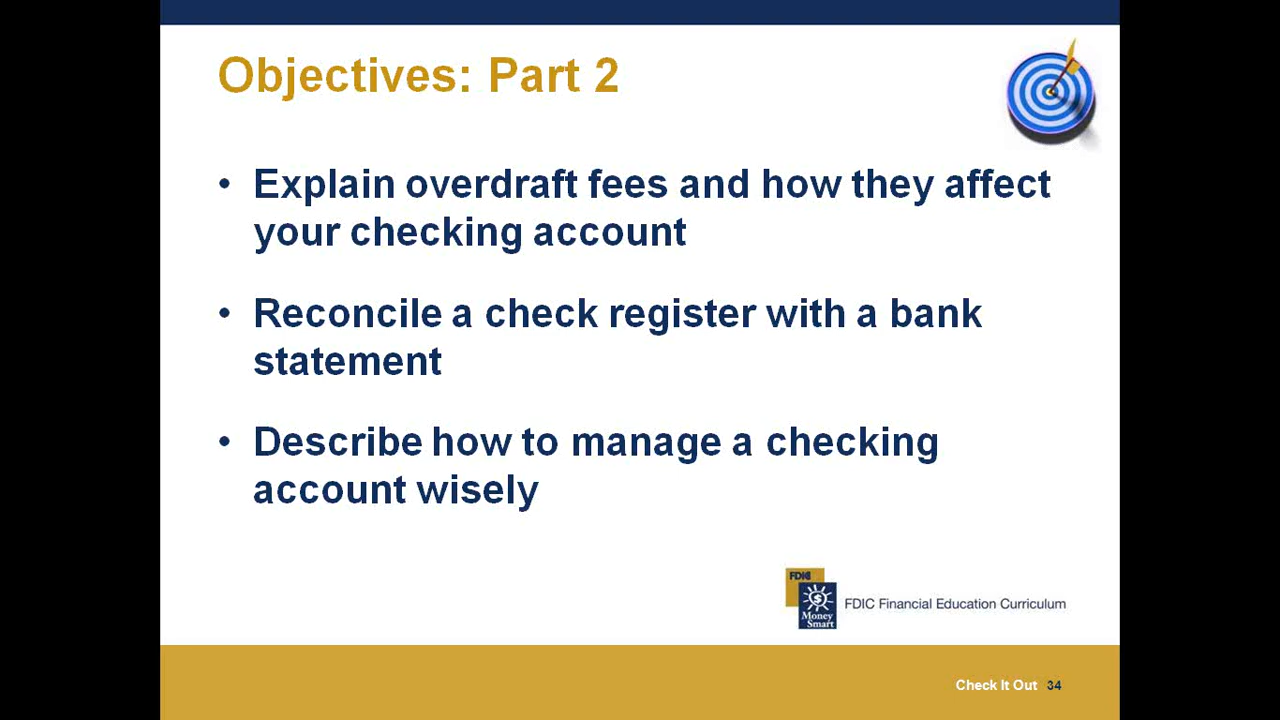 Objectives: Part 2
• Explain overdraft fees and how they affect
your checking account
• Reconcile a check register with a bank
statement
• Describe how to manage a checking
account wisely
FDIC
Money
Smart
FDIC Financial Education Curriculum
Check It Out 34